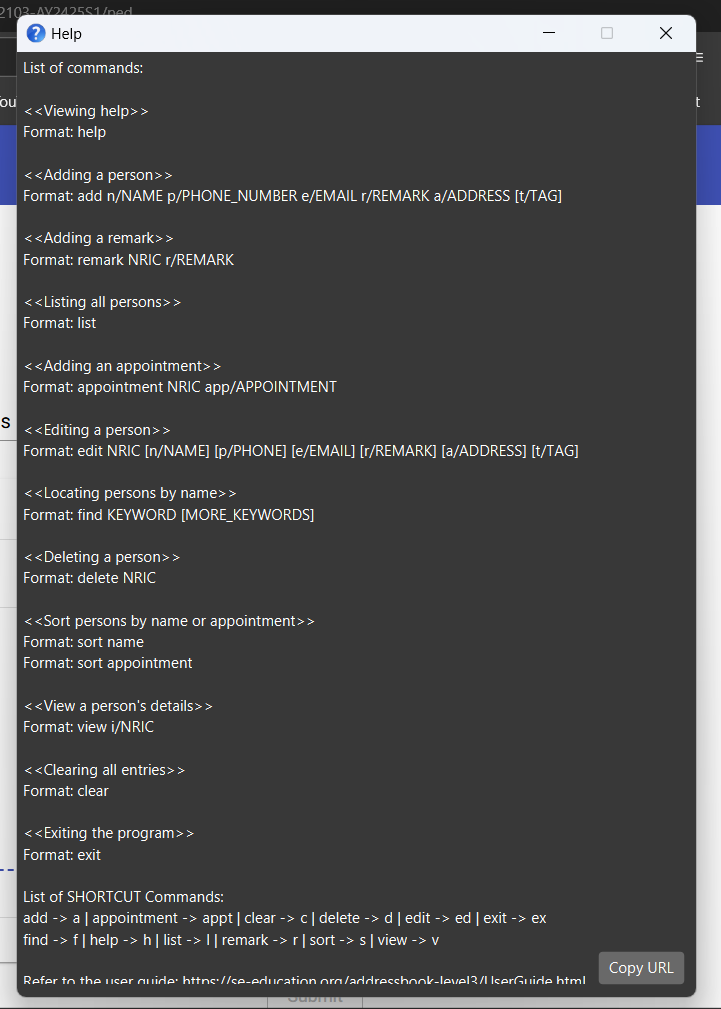 2103-AY2425S1/ped
Help
List of commands:
<<Viewing help>>
Format: help
<<Adding a person>>
Format: add n/NAME p/PHONE_NUMBER e/EMAIL r/REMARK a/ADDRESS [t/TAG]
<<Adding a remark>>
Format: remark NRIC r/REMARK
<<Listing all persons>>
Format: list
<<Adding an appointment>>
Format: appointment NRIC app/APPOINTMENT
<<Editing a person>>
Format: edit NRIC [n/NAME] [p/PHONE] [e/EMAIL] [r/REMARK] [a/ADDRESS] [t/TAG]
<<Locating persons by name>>
Format: find KEYWORD [MORE_KEYWORDS]
<<Deleting a person>>
Format: delete NRIC
<<Sort persons by name or appointment>>
Format: sort name
Format: sort appointment
<<View a person's details>>
Format: view i/NRIC
<<Clearing all entries>>
Format: clear
<<Exiting the program>>
Format: exit
List of SHORTCUT Commands:
add -> a | appointment -> appt | clear -> c | delete -> d | edit -> ed | exit -> ex
find -> f | help -> h | list -> l | remark -> r | sort -> s | view -> v
Refer to the user guide: https://se-education.org/addressbook-level3/UserGuide.html
Copy URL
Submit